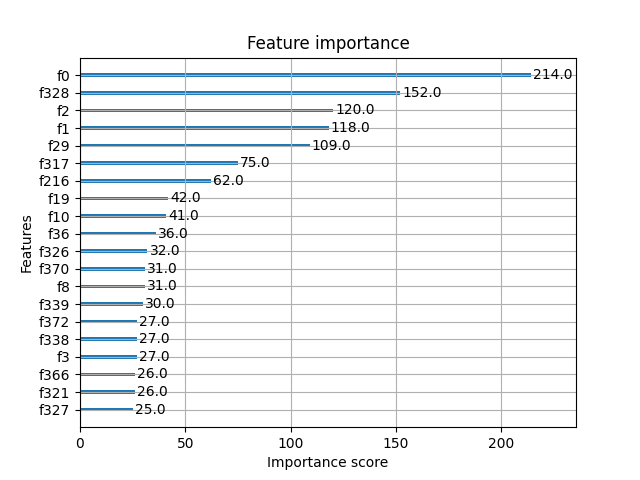 Feature importance
f0 214.0
f328 152.0
f2 120.0
f1 118.0
f29 109.0
f317 75.0
f216 62.0
f19 42.0
f10 41.0
f36 36.0
f326 32.0
f370 31.0
f8 31.0
f339 30.0
f372 27.0
f338 27.0
f3 27.0
f366 26.0
f321 26.0
f327 25.0
Features
0 50 100 150 200
Importance score